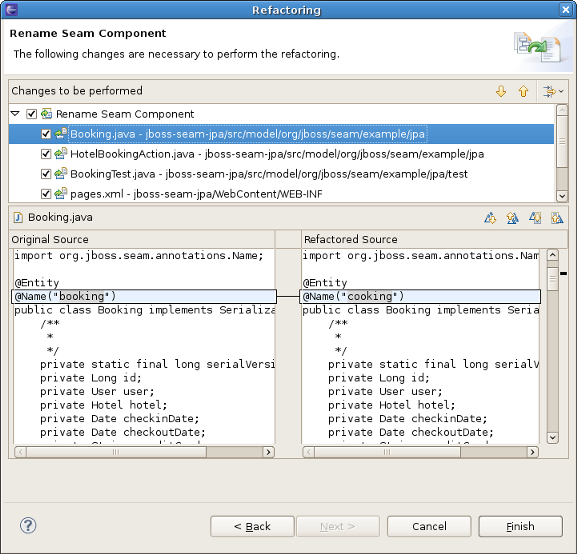 Refactoring
Rename Seam Component
The following changes are necessary to perform the refactoring.
Changes to be performed
Rename Seam Component
Booking.java - jboss-seam-jpa/src/model/org/jboss/seam/example/jpa
HotelBookingAction.java - jboss-seam-jpa/src/model/org/jboss/seam/example/jpa
BookingTest.java - jboss-seam-jpa/src/model/org/jboss/seam/example/jpa/test
pages.xml - jboss-seam-jpa/WebContent/WEB-INF
Booking.java
Original Source
import org.jboss.seam.annotations.Name;
@Entity
@Name("booking")
public class Booking implements Serializa
/**
*
*/
private static final long serialVersi
private Long id;
private User user;
private Hotel hotel;
private Date checkinDate;
private Date checkoutDate;
Refactored Source
import org.jboss.seam.annotations.Nam
@Entity
@Name("cooking")
public class Booking implements Seria
/**
*
*/
private static final long serialV
private Long id;
private User user;
private Hotel hotel;
private Date checkinDate;
private Date checkoutDate;
?
< Back
Next >
Cancel
Finish